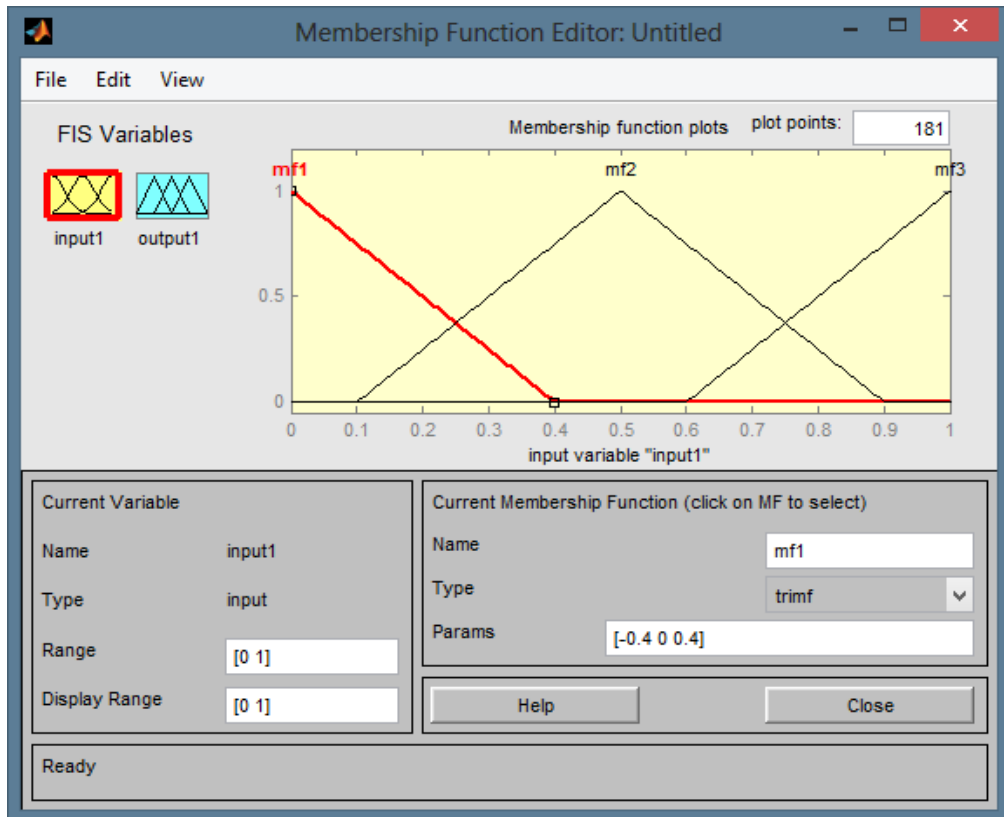 Membership Function Editor: Untitled
File Edit View
FIS Variables
Membership function plots plot points: 181
mf1 mf2 mf3
input1 output1
1
0.5
0
0 0.1 0.2 0.3 0.4 0.5 0.6 0.7 0.8 0.9 1
input variable "input1"
Current Variable
Name input1
Type input
Range [0 1]
Display Range [0 1]
Current Membership Function (click on MF to select)
Name mf1
Type trimf
Params [-0.4 0 0.4]
Help Close
Ready